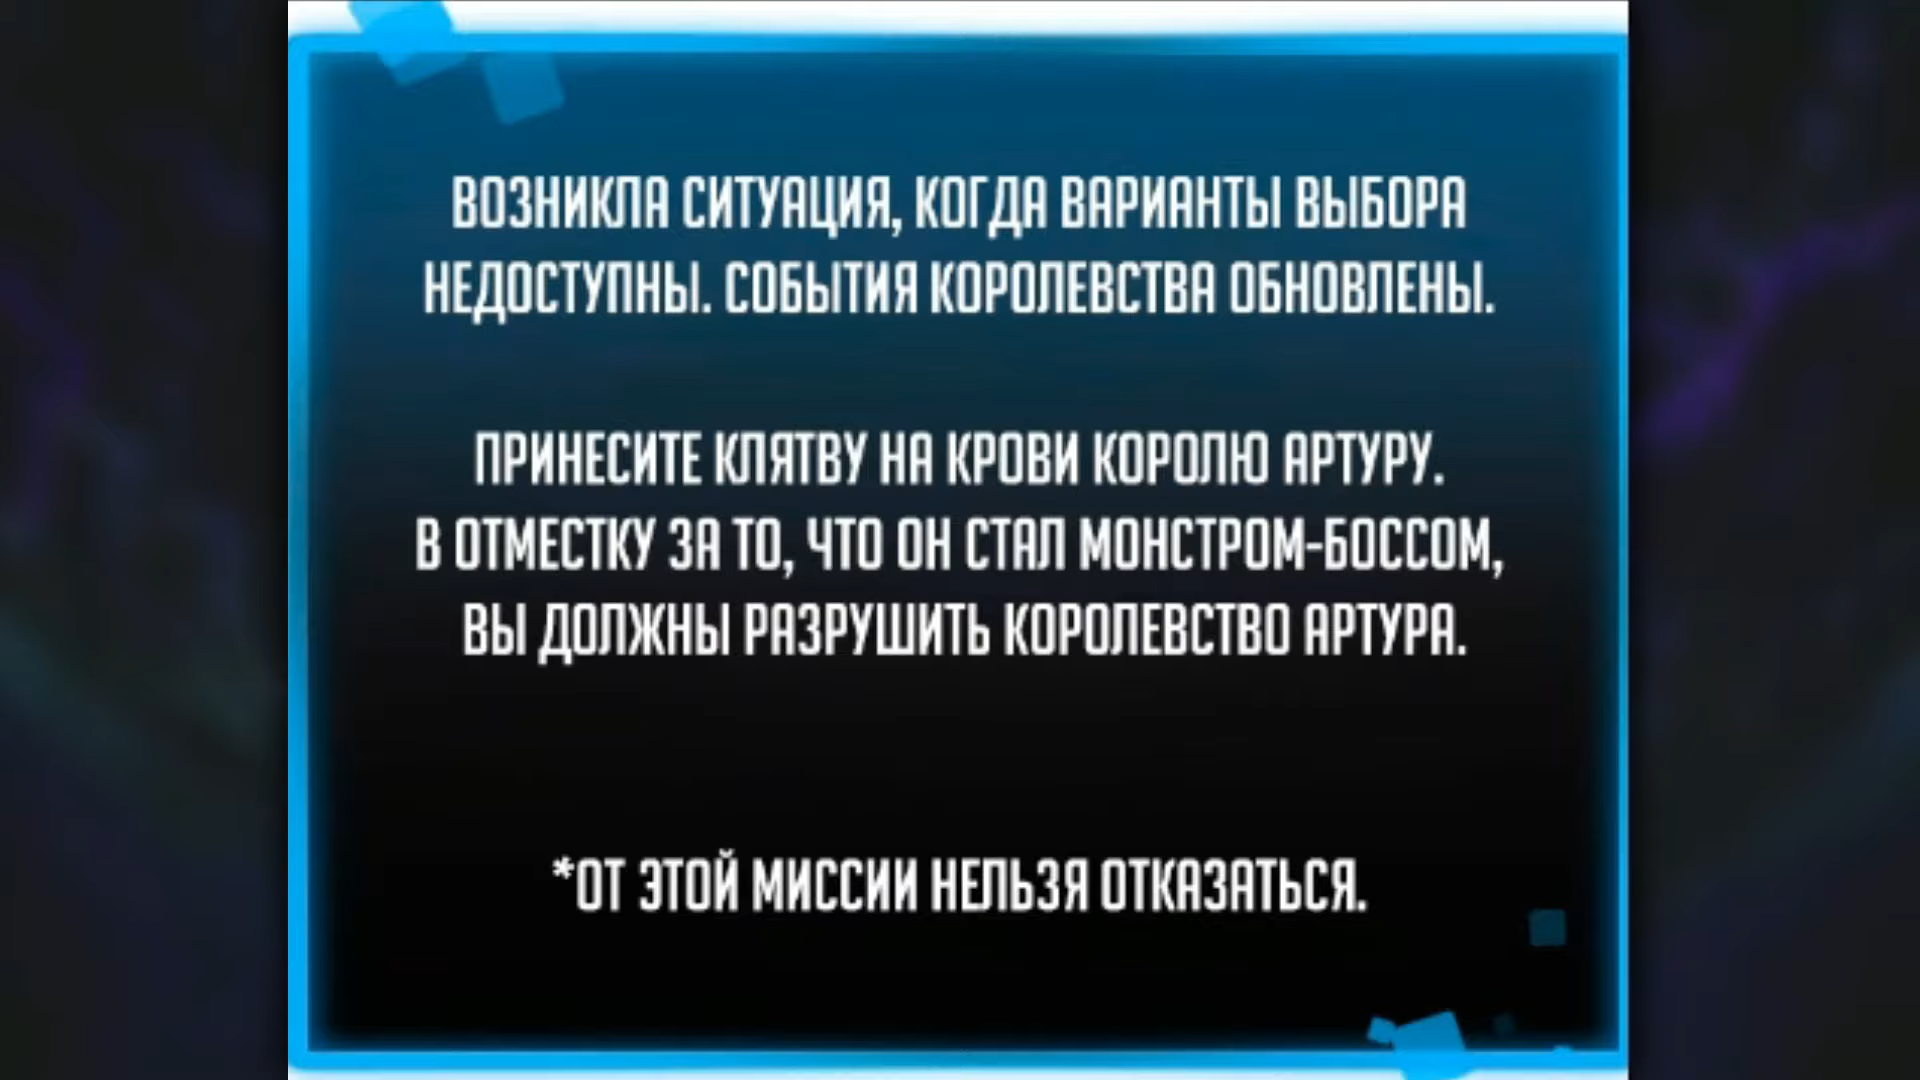 ВОЗНИКЛА СИТУАЦИЯ, КОГДА ВАРИАНТЫ ВЫБОРА
НЕДОСТУПНЫ. СОБЫТИЯ КОРОЛЕВСТВА ОБНОВЛЕНЫ.
ПРИНЕСИТЕ КЛЯТВУ НА КРОВИ КОРОЛЮ АРТУРУ.
В ОТМЕСТКУ ЗА ТО, ЧТО ОН СТАЛ МОНСТРОМ-БОССОМ,
ВЫ ДОЛЖНЫ РАЗРУШИТЬ КОРОЛЕВСТВО АРТУРА.
*ОТ ЭТОЙ МИССИИ НЕЛЬЗЯ ОТКАЗАТЬСЯ.